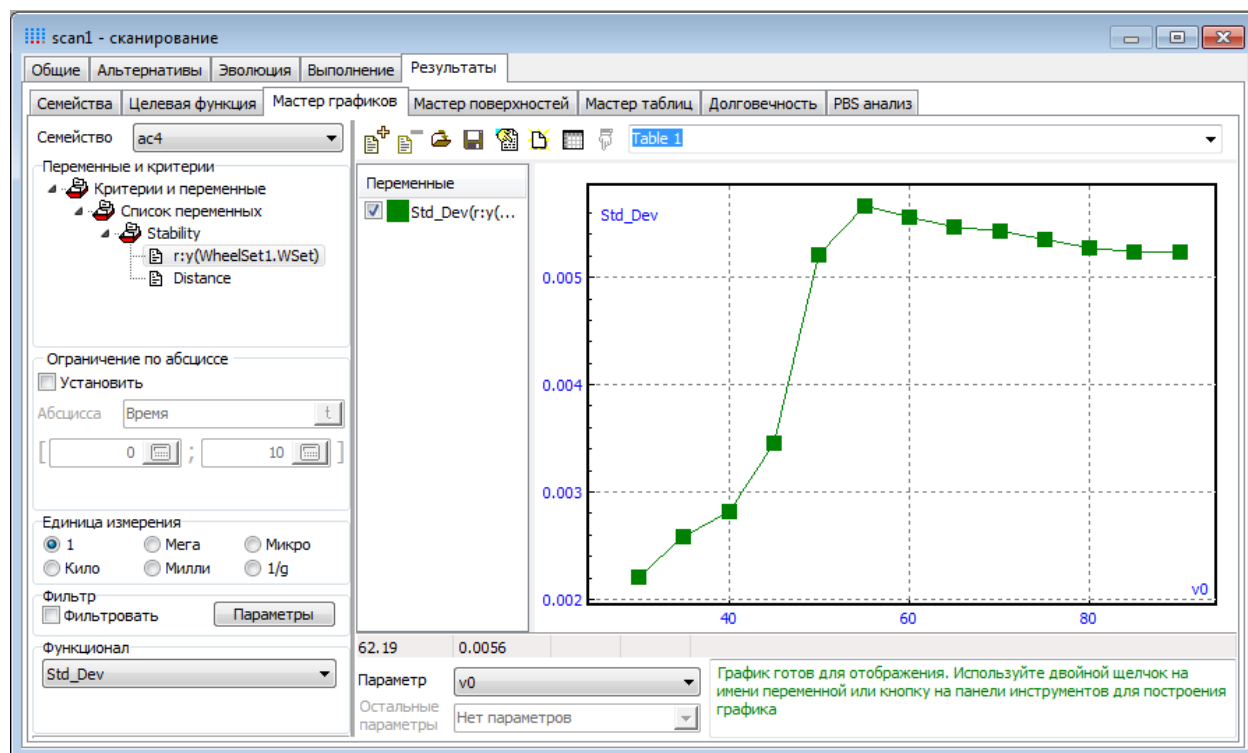 scan1 - сканирование
Общие Альтернативы Эволюция Выполнение Результаты
Семейства Целевая функция Мастер графиков Мастер поверхностей Мастер таблиц Долговечность PBS анализ
Семейство ac4
Table 1
Переменные и критерии
Критерии и переменные
Список переменных
Stability
r:y(WheelSet1.WSet)
Distance
Ограничение по абсциссе
Установить
Абсцисса Время t
[ 0 ; 10 ]
Единица измерения
1 Мега Микро
Кило Милли 1/g
Фильтр
Фильтровать Параметры
Функционал
Std_Dev
Переменные
Std_Dev(r:y(...
Std_Dev
0.005
0.004
0.003
0.002
40 60 80
v0
62.19 0.0056
Параметр v0
Остальные параметры Нет параметров
График готов для отображения. Используйте двойной щелчок на
имени переменной или кнопку на панели инструментов для построения
графика